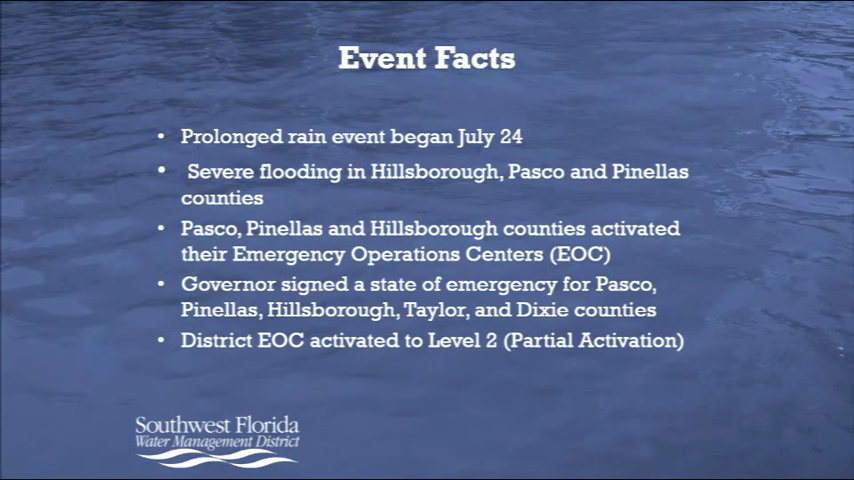 Event Facts
• Prolonged rain event began July 24
• Severe flooding in Hillsborough, Pasco and Pinellas
counties
• Pasco, Pinellas and Hillsborough counties activated
their Emergency Operations Centers (EOC)
• Governor signed a state of emergency for Pasco,
Pinellas, Hillsborough, Taylor, and Dixie counties
• District EOC activated to Level 2 (Partial Activation)
Southwest Florida
Water Management District